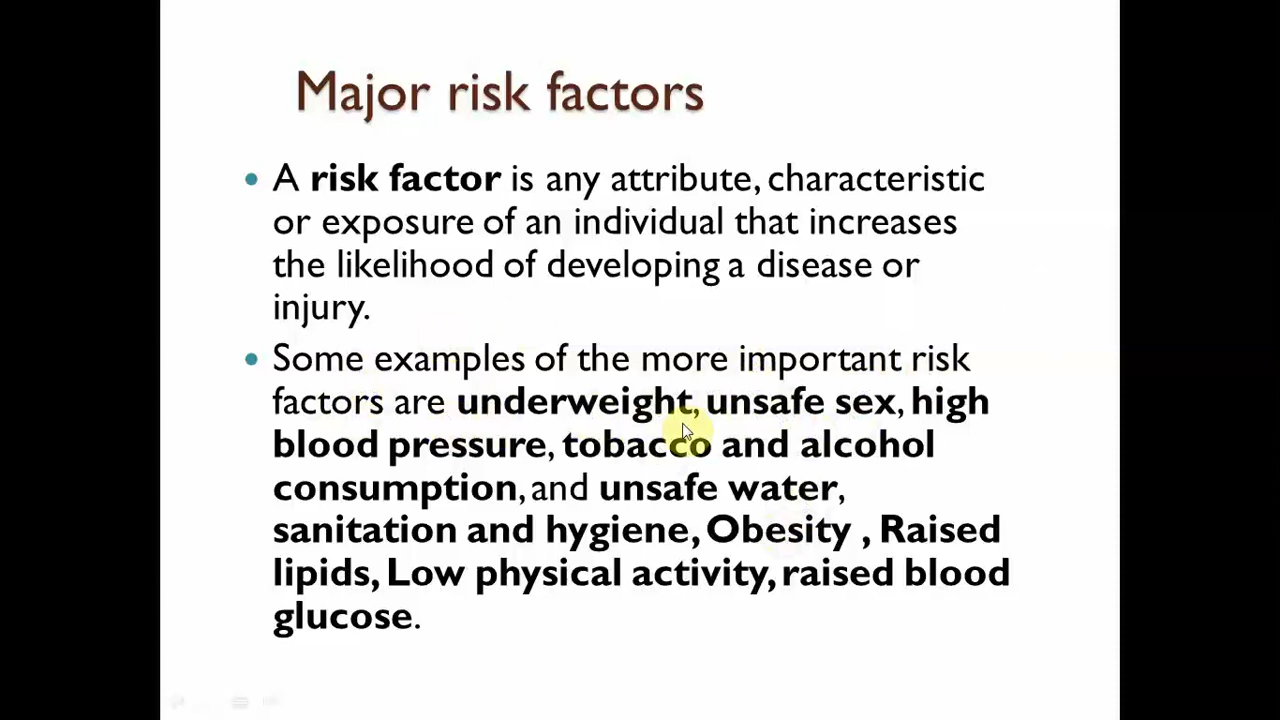 Major risk factors
• A risk factor is any attribute, characteristic
or exposure of an individual that increases
the likelihood of developing a disease or
injury.
• Some examples of the more important risk
factors are underweight, unsafe sex, high
blood pressure, tobacco and alcohol
consumption, and unsafe water,
sanitation and hygiene, Obesity , Raised
lipids, Low physical activity, raised blood
glucose.